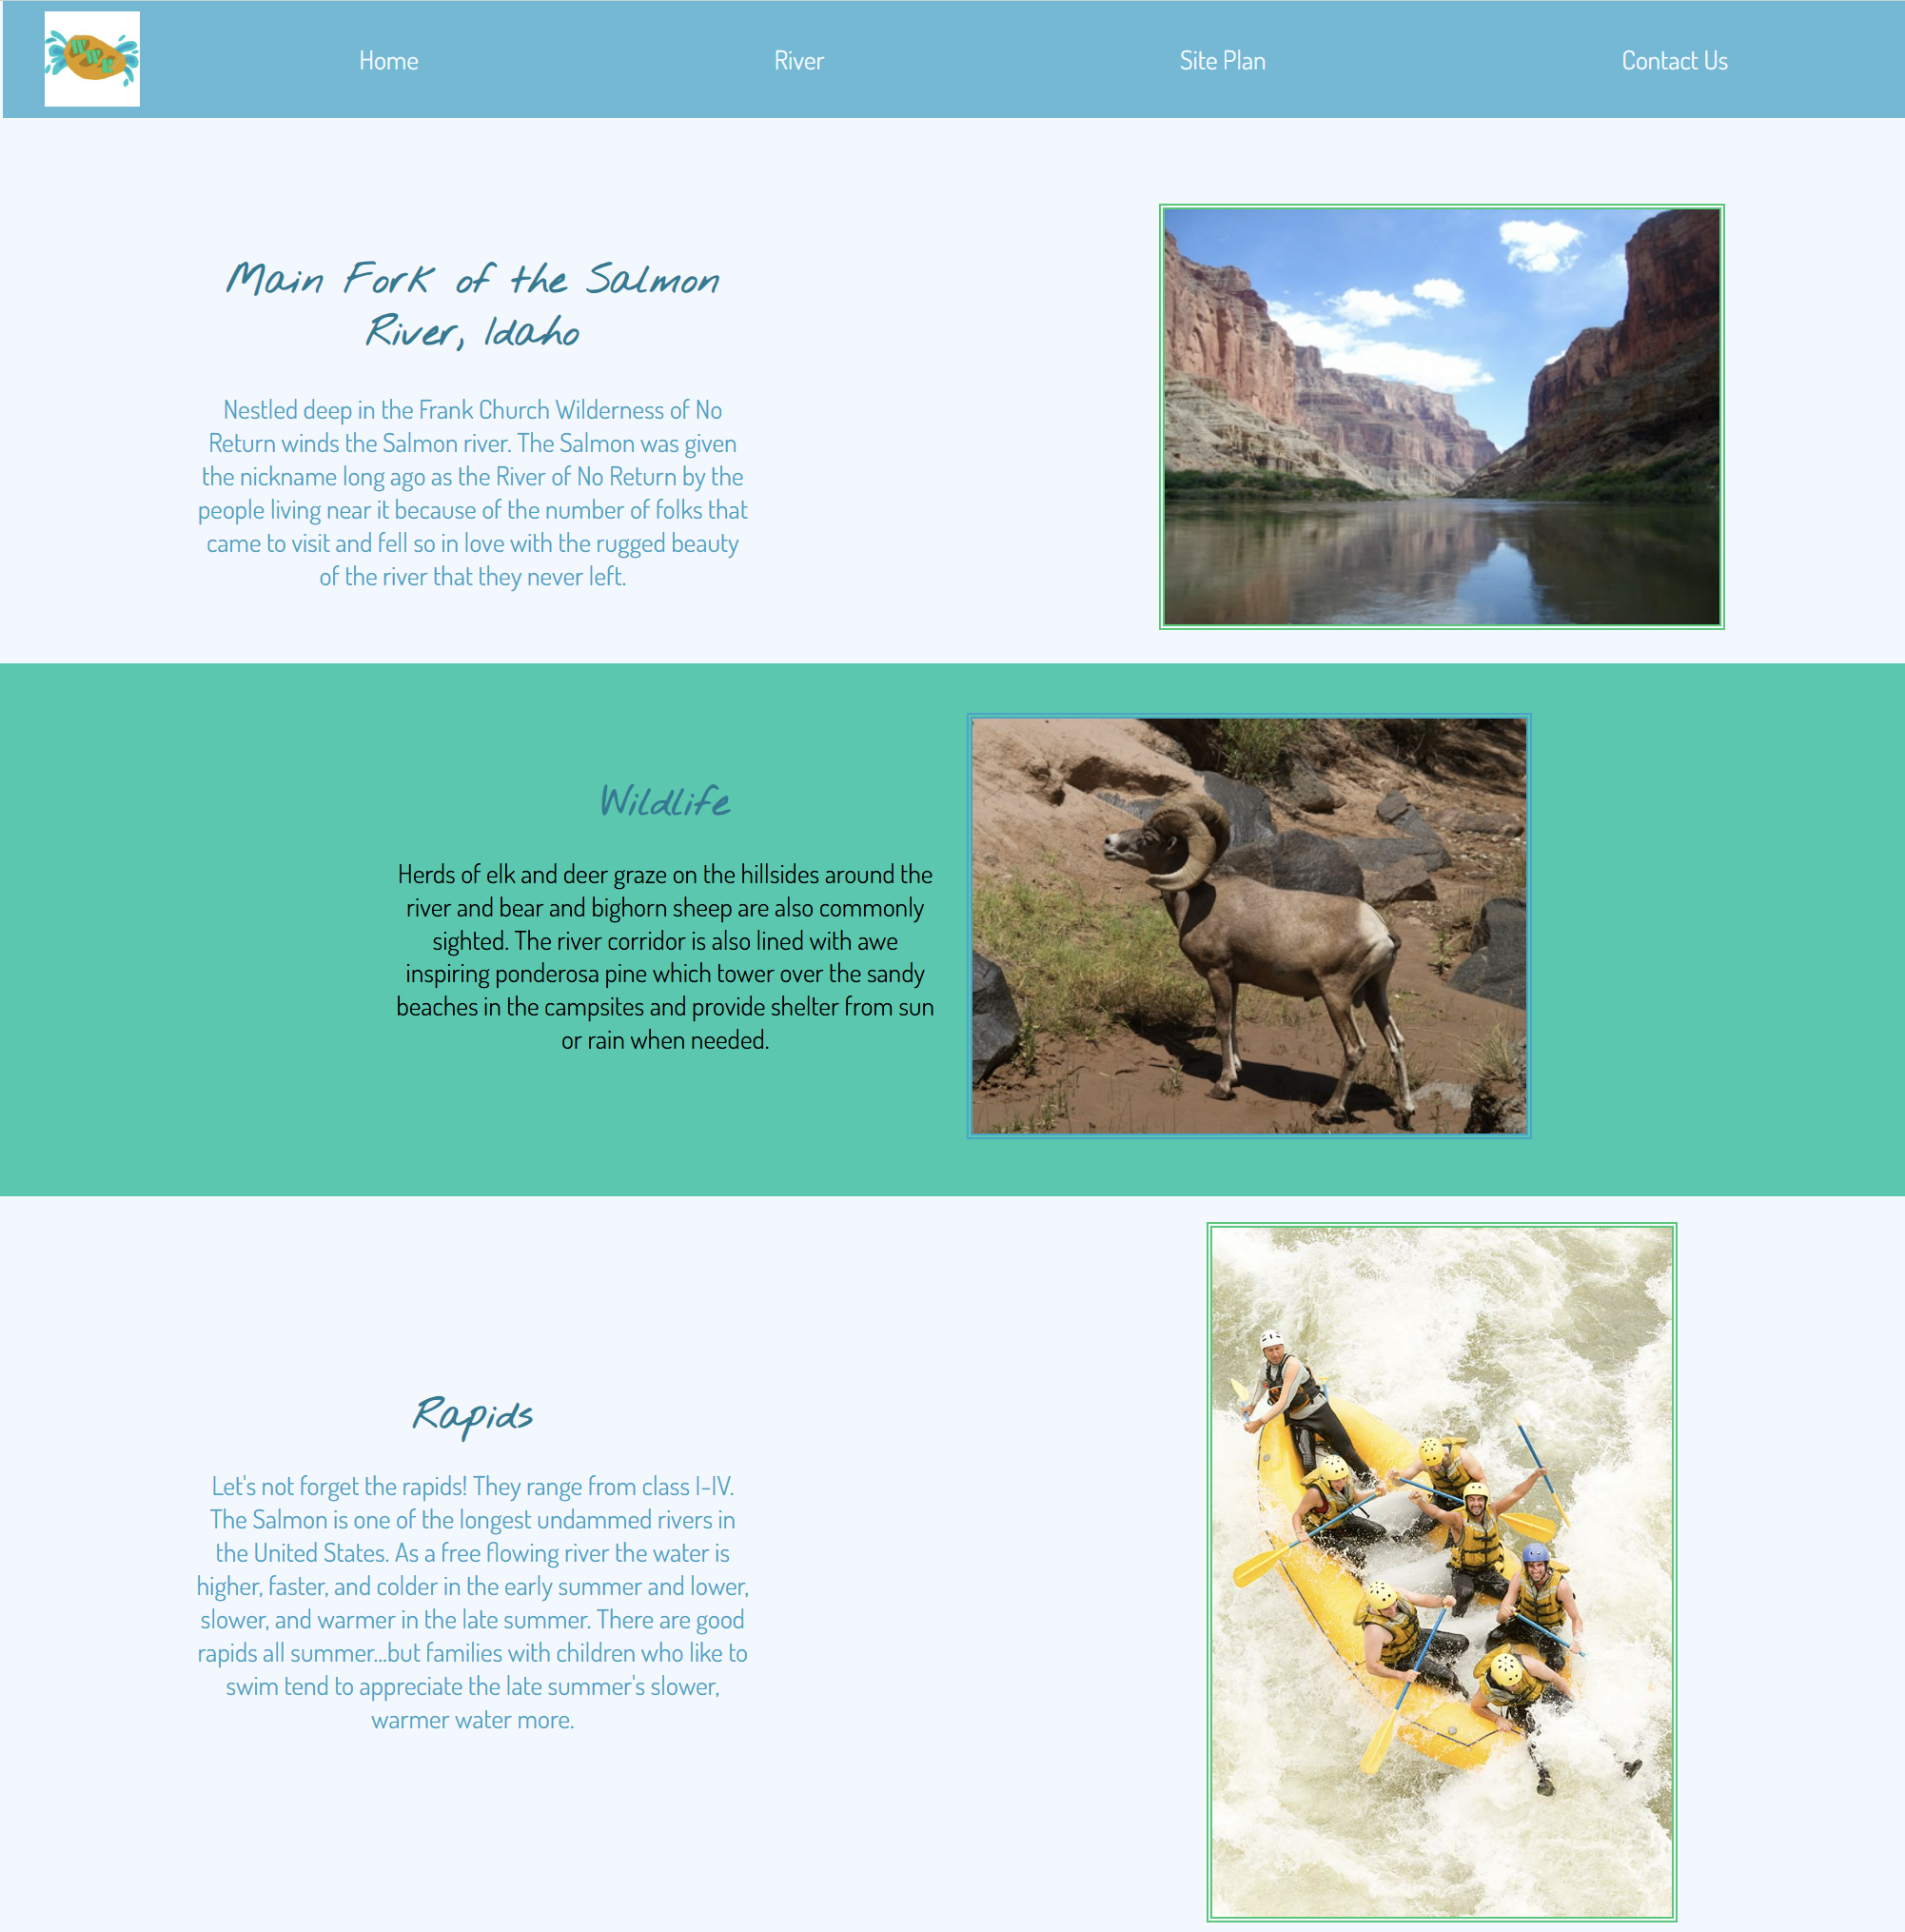 WWR
Home
River
Site Plan
Contact Us
Main Fork of the Salmon
River, Idaho
Nestled deep in the Frank Church Wilderness of No
Return winds the Salmon river. The Salmon was given
the nickname long ago as the River of No Return by the
people living near it because of the number of folks that
came to visit and fell so in love with the rugged beauty
of the river that they never left.
Wildlife
Herds of elk and deer graze on the hillsides around the
river and bear and bighorn sheep are also commonly
sighted. The river corridor is also lined with awe
inspiring ponderosa pine which tower over the sandy
beaches in the campsites and provide shelter from sun
or rain when needed.
Rapids
Let's not forget the rapids! They range from class I-IV.
The Salmon is one of the longest undammed rivers in
the United States. As a free flowing river the water is
higher, faster, and colder in the early summer and lower,
slower, and warmer in the late summer. There are good
rapids all summer...but families with children who like to
swim tend to appreciate the late summer's slower,
warmer water more.